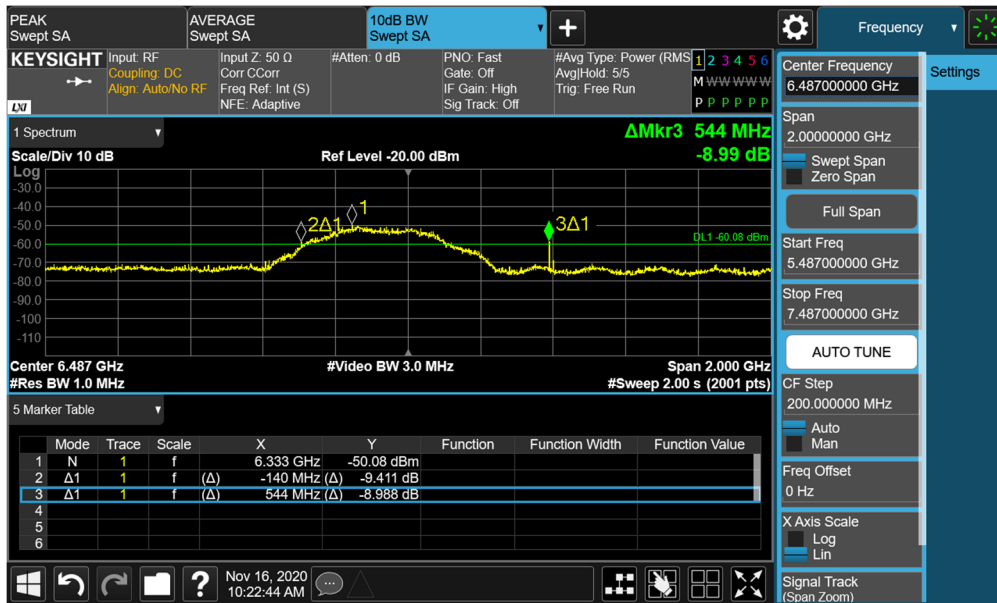 PEAK
Swept SA
AVERAGE
Swept SA
10dB BW
Swept SA
Frequency
KEYSIGHT
LXI
Input: RF
Coupling: DC
Align: Auto/No RF
Input Z: 50 Ω
Corr CCorr
Freq Ref: Int (S)
NFE: Adaptive
#Atten: 0 dB
PNO: Fast
Gate: Off
IF Gain: High
Sig Track: Off
#Avg Type: Power (RMS
Avg|Hold: 5/5
Trig: Free Run
1 2 3 4 5 6
M W W W W W
P P P P P P
1 Spectrum
Scale/Div 10 dB
Log
Ref Level -20.00 dBm
ΔMkr3 544 MHz
-8.99 dB
-30.0
-40.0
-50.0
-60.0
-70.0
-80.0
-90.0
-100
-110
2Δ1
1
3Δ1
DL1 -60.08 dBm
Center 6.487 GHz
#Video BW 3.0 MHz
Span 2.000 GHz
#Res BW 1.0 MHz
#Sweep 2.00 s (2001 pts)
5 Marker Table
Mode Trace Scale X Y Function Function Width Function Value
1 N 1 f 6.333 GHz -50.08 dBm
2 Δ1 1 f (Δ) -140 MHz (Δ) -9.411 dB
3 Δ1 1 f (Δ) 544 MHz (Δ) -8.988 dB
4
5
6
Nov 16, 2020
10:22:44 AM
Center Frequency
6.487000000 GHz
Settings
Span
2.00000000 GHz
Swept Span
Zero Span
Full Span
Start Freq
5.487000000 GHz
Stop Freq
7.487000000 GHz
AUTO TUNE
CF Step
200.000000 MHz
Auto
Man
Freq Offset
0 Hz
X Axis Scale
Log
Lin
Signal Track
(Span Zoom)